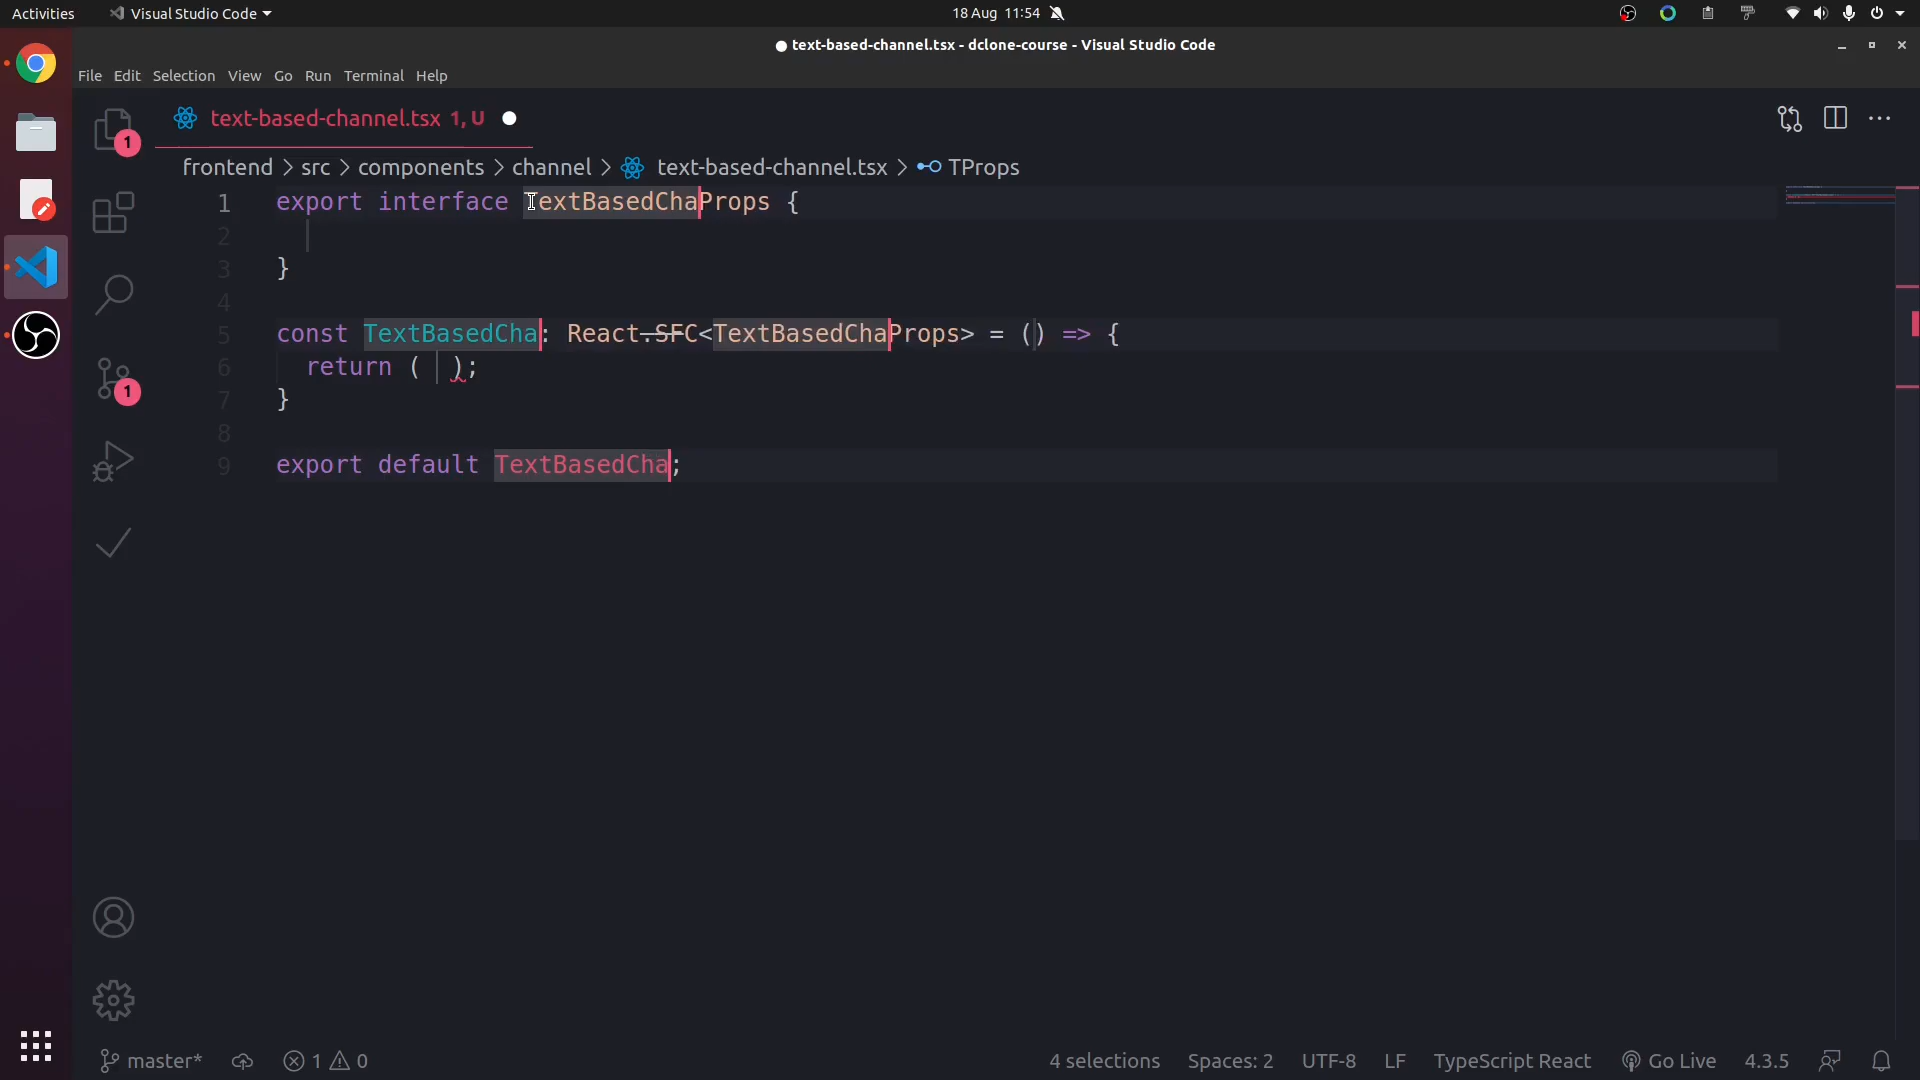 Activities Visual Studio Code 18 Aug 11:54
text-based-channel.tsx - dclone-course - Visual Studio Code
File Edit Selection View Go Run Terminal Help
text-based-channel.tsx 1, U
frontend > src > components > channel > text-based-channel.tsx > TProps
1 export interface TextBasedChaProps {
2
3 }
4
5 const TextBasedCha: React.SFC<TextBasedChaProps> = () => {
6 return ( );
7 }
8
9 export default TextBasedCha;
1
1
master* 1 0 4 selections Spaces: 2 UTF-8 LF TypeScript React Go Live 4.3.5